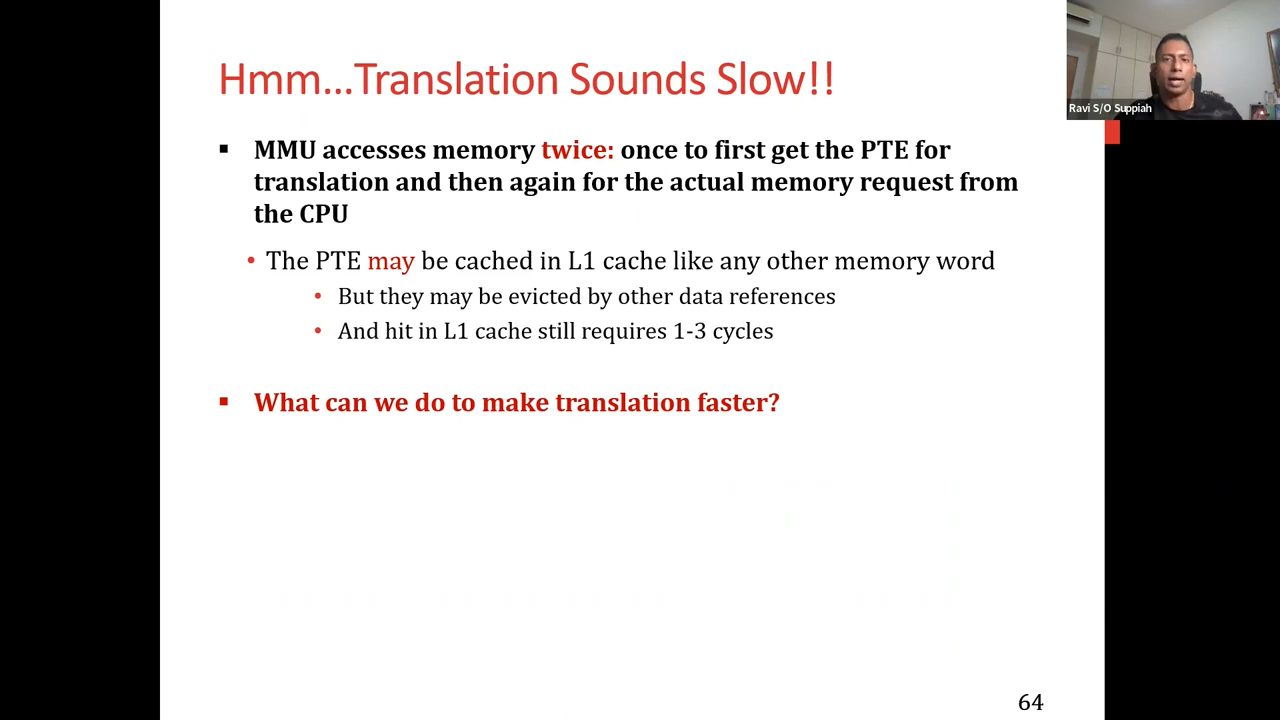 Hmm...Translation Sounds Slow!!
Ravi S/O Suppiah
▪ MMU accesses memory twice: once to first get the PTE for
translation and then again for the actual memory request from
the CPU
• The PTE may be cached in L1 cache like any other memory word
• But they may be evicted by other data references
• And hit in L1 cache still requires 1-3 cycles
▪ What can we do to make translation faster?
64